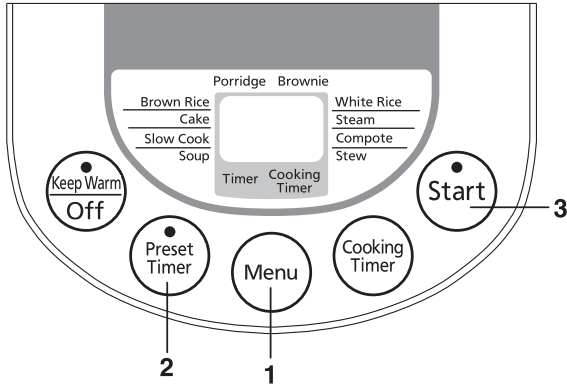 Porridge Brownie
Brown Rice
Cake
Slow Cook
Soup
White Rice
Steam
Compote
Stew
Timer Cooking
Timer
Keep Warm
Off
Start
3
Preset
Timer
Menu
Cooking
Timer
2
1